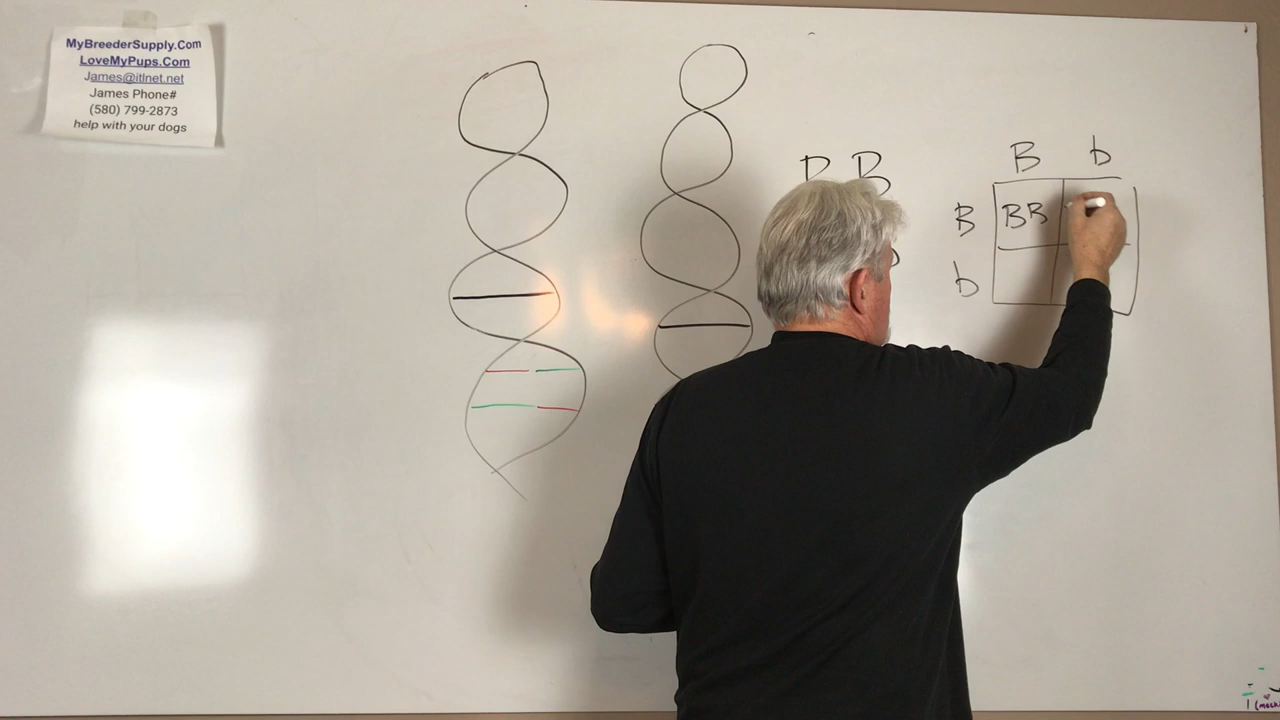 MyBreederSupply.Com
LoveMyPups.Com
James@itlnet.net
James Phone#
(580) 799-2873
help with your dogs
B B
B b
B BB
b